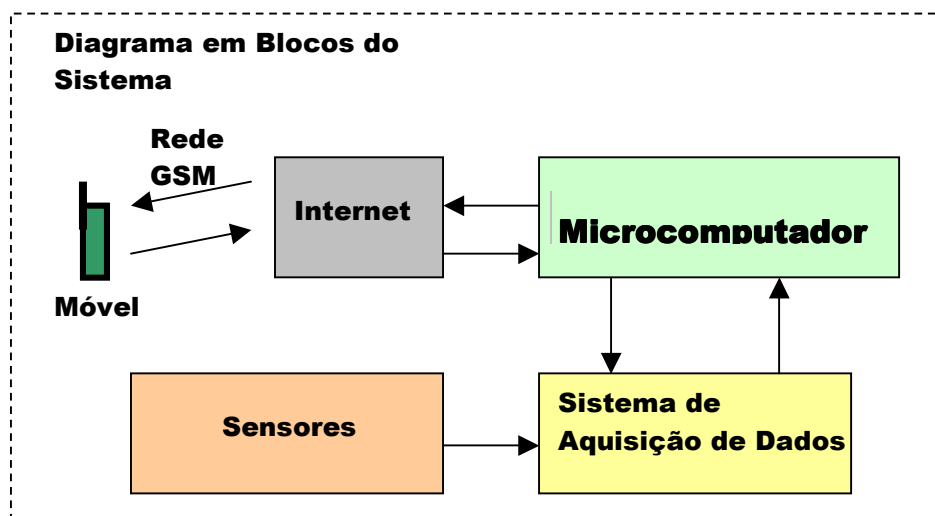 Diagrama em Blocos do
Sistema
Rede
GSM
Internet
Microcomputador
Móvel
Sensores
Sistema de
Aquisição de Dados